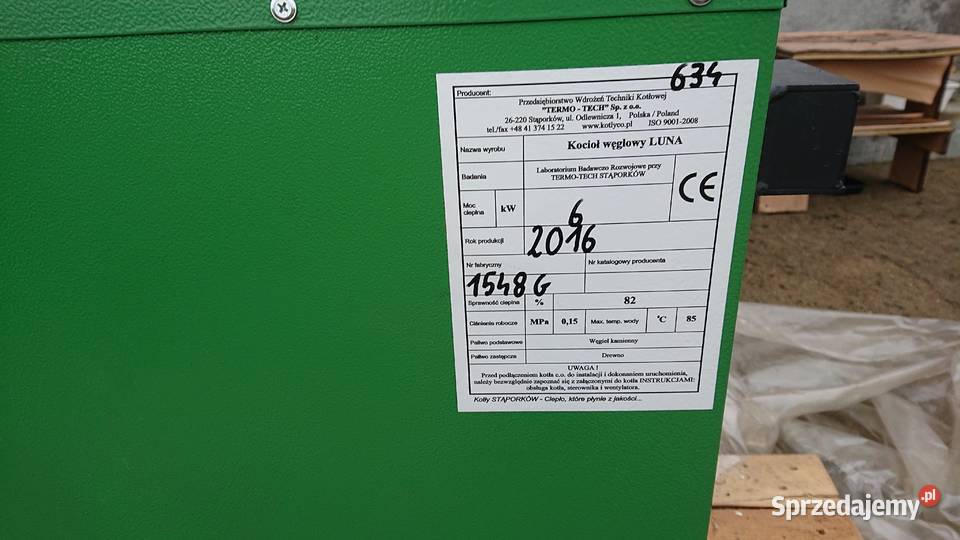 634
Producent:
Przedsiębiorstwo Wdrożeń Techniki Kotłowej
"TERMO - TECH" Sp. z o.o.
26-220 Stąporków, ul. Odlewnicza 1, Polska / Poland
tel./fax +48 41 374 15 22 www.kotlyco.pl ISO 9001-2008
Nazwa wyrobu Kocioł węglowy LUNA
Badania Laboratorium Badawczo Rozwojowe przy
TERMO-TECH STĄPORKÓW
CE
Moc cieplna kW 6
Rok produkcji 2016
Nr fabryczny Nr katalogowy producenta
1548 G
Sprawność cieplna % 82
Ciśnienie robocze MPa 0,15 Max. temp. wody °C 85
Paliwo podstawowe Węgiel kamienny
Paliwo zastępcze Drewno
UWAGA !
Przed podłączeniem kotła c.o. do instalacji i dokonaniem uruchomienia,
należy bezwzględnie zapoznać się z załączonymi do kotła INSTRUKCJAMI:
obsługa kotła, sterownika i wentylatora.
Kotły STĄPORKÓW - Ciepło, które płynie z jakości...
Sprzedajemy.pl